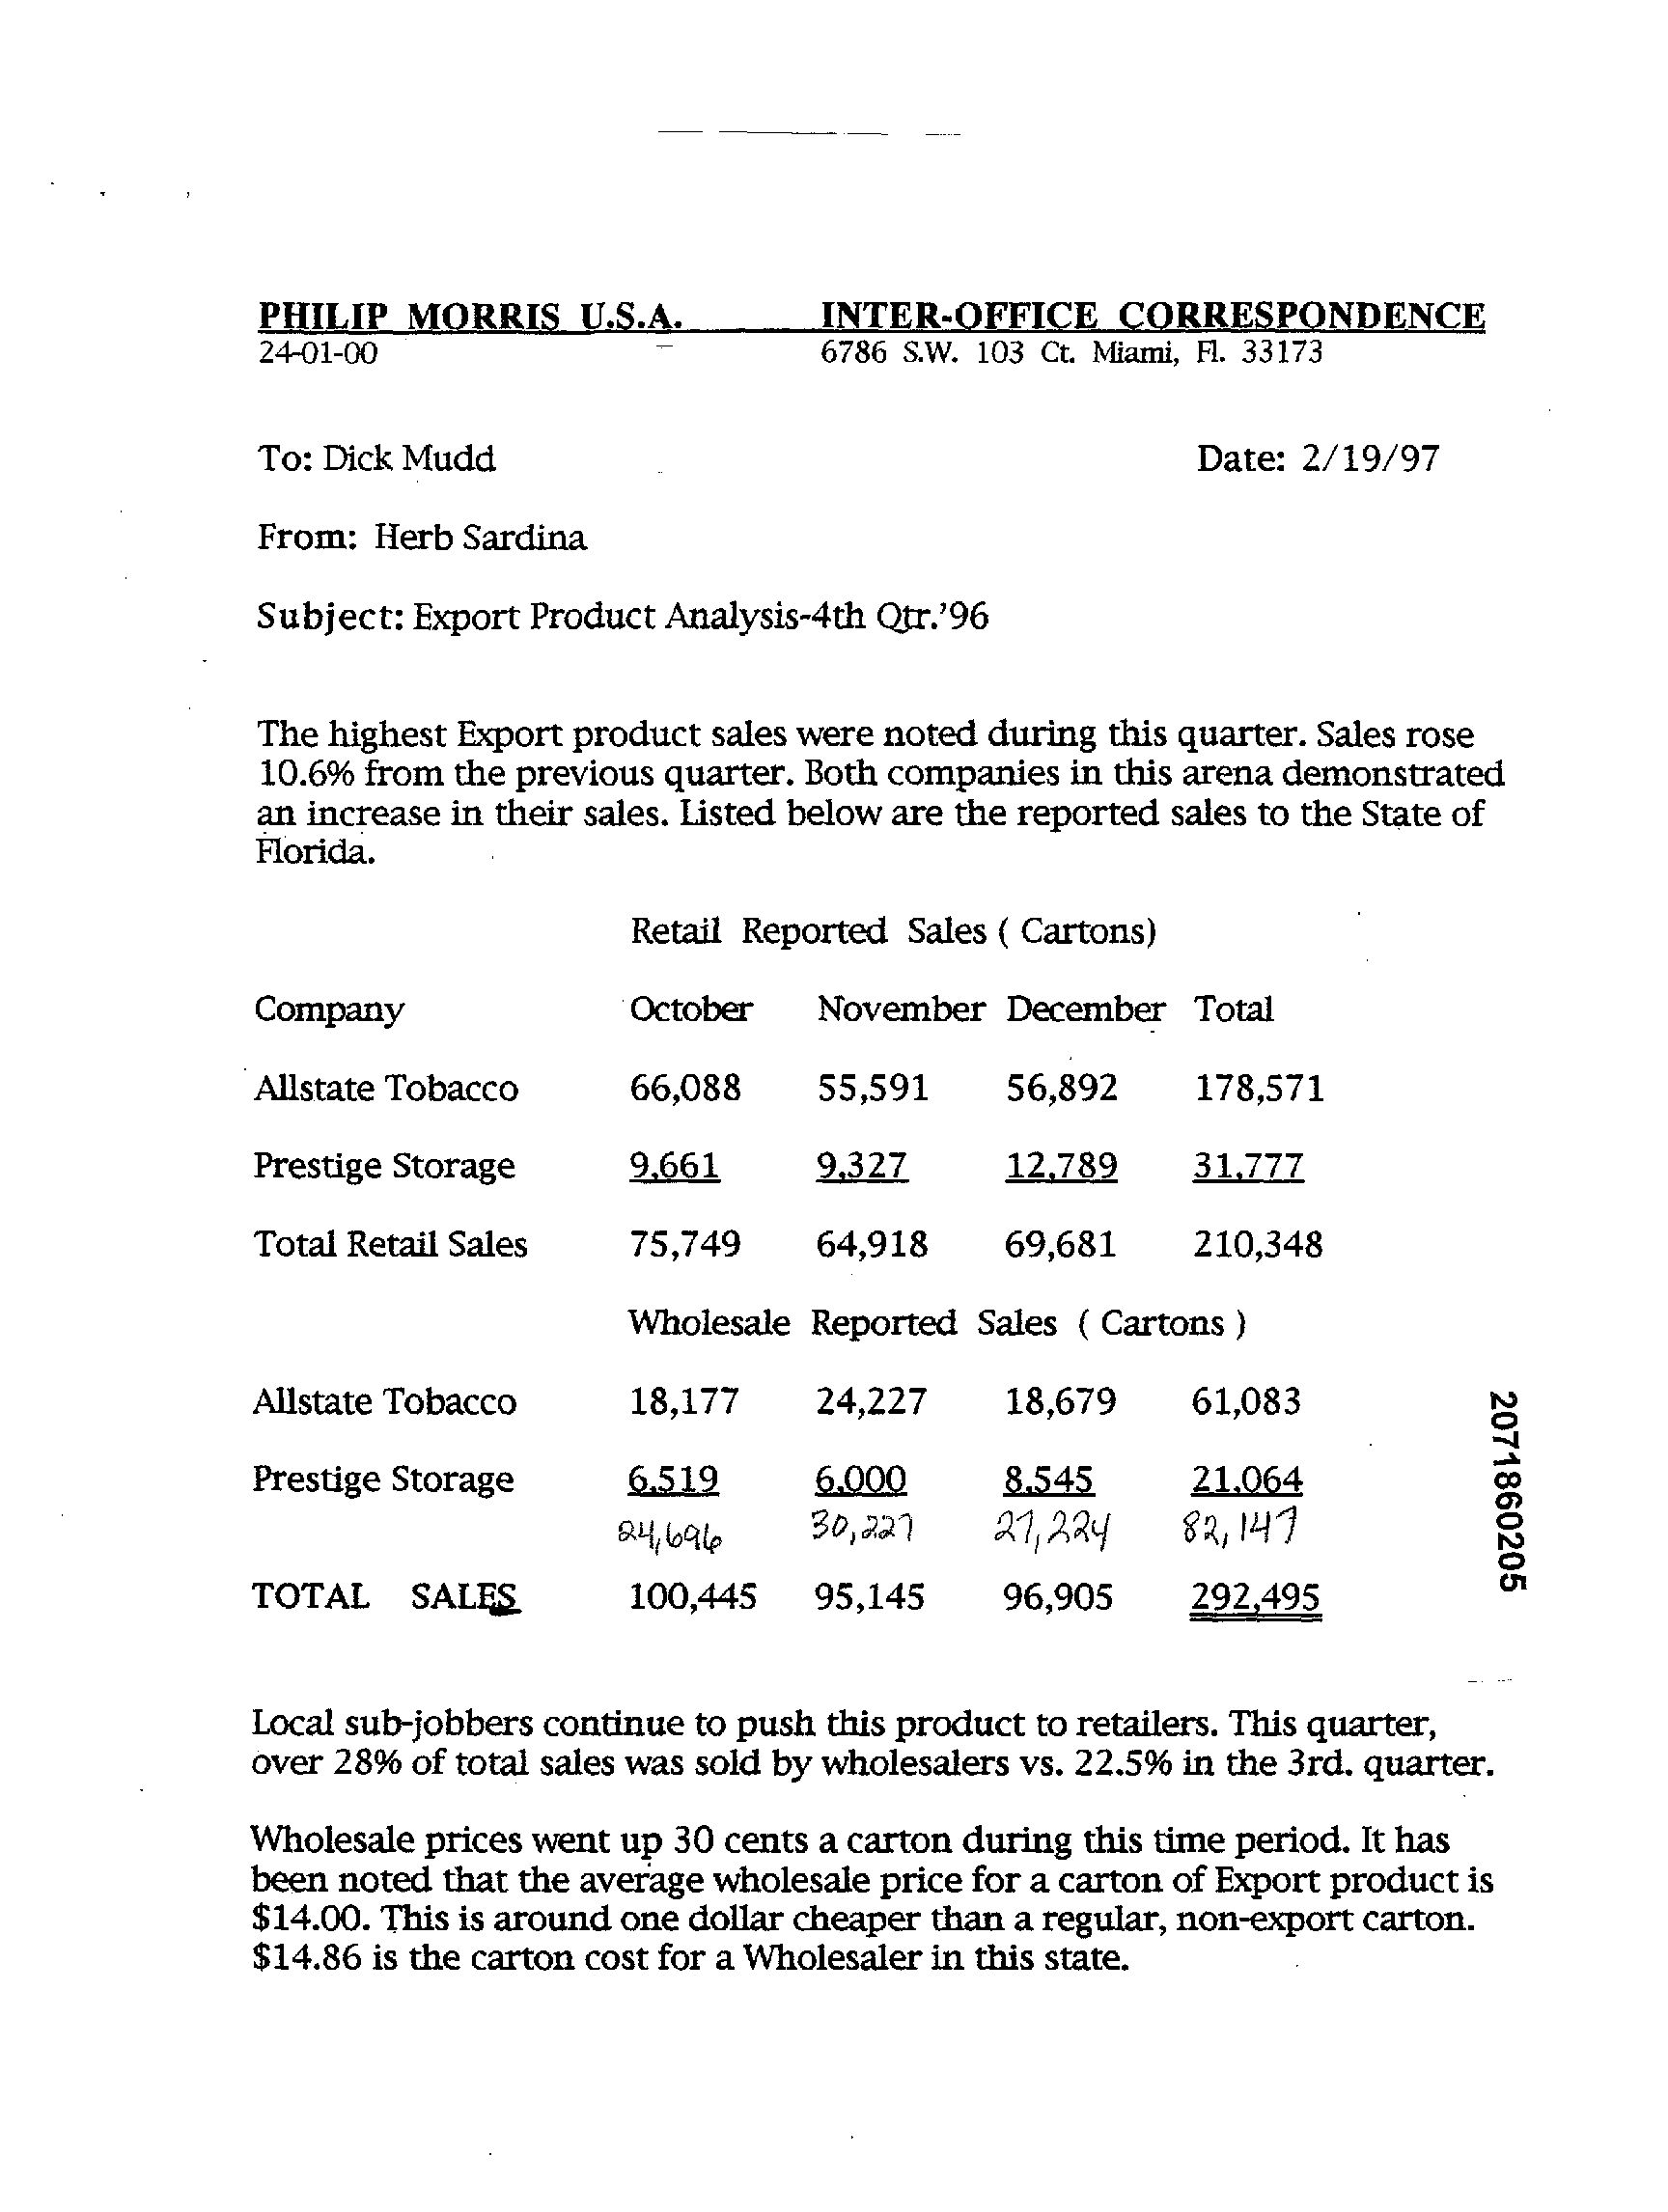 PHILIP MORRIS U.S.A. INTER-OFFICE CORRESPONDENCE
24-01-00 6786 S.W. 103 Ct. Miami, Fl. 33173
To: Dick Mudd Date: 2/19/97
From: Herb Sardina
Subject: Export Product Analysis-4th Qtr.'96
The highest Export product sales were noted during this quarter. Sales rose
10.6% from the previous quarter. Both companies in this arena demonstrated
an increase in their sales. Listed below are the reported sales to the State of
Florida.
Retail Reported Sales ( Cartons)
Company October November December Total
Allstate Tobacco 66,088 55,591 56,892 178,571
Prestige Storage 9,661 9,327 12,789 31,777
Total Retail Sales 75,749 64,918 69,681 210,348
Wholesale Reported Sales ( Cartons )
Allstate Tobacco 18,177 24,227 18,679 61,083
Prestige Storage 6,519 6,000 8,545 21,064
24,696 30,227 27,224 82,147
TOTAL SALES 100,445 95,145 96,905 292,495
Local sub-jobbers continue to push this product to retailers. This quarter,
over 28% of total sales was sold by wholesalers vs. 22.5% in the 3rd. quarter.
Wholesale prices went up 30 cents a carton during this time period. It has
been noted that the average wholesale price for a carton of Export product is
$14.00. This is around one dollar cheaper than a regular, non-export carton.
$14.86 is the carton cost for a Wholesaler in this state.
2071860205